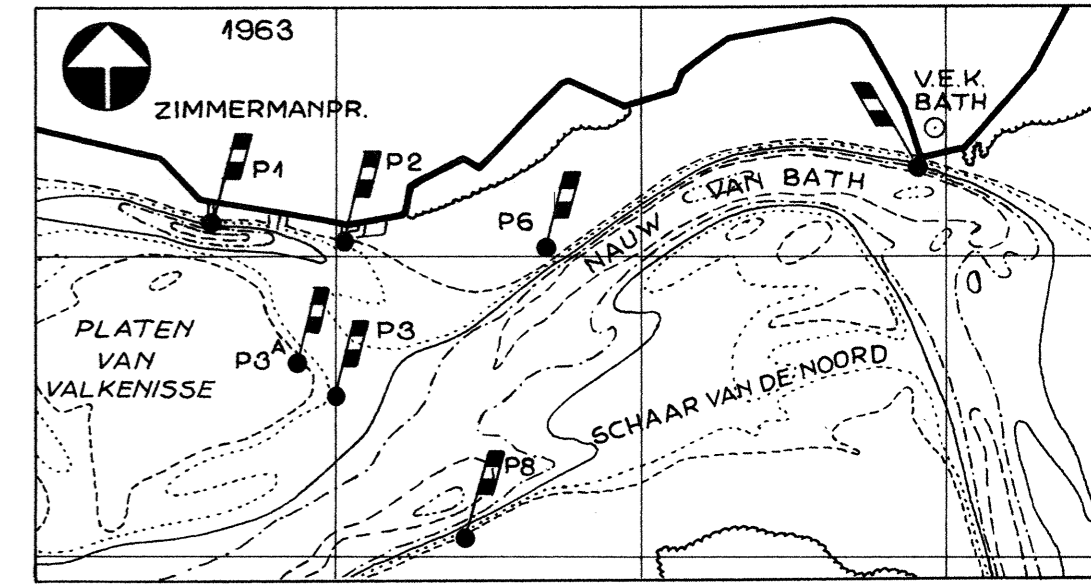 1963
V.E.K.
BATH
ZIMMERMANPR.
P1
P2
P6
NAUW VAN BATH
PLATEN
VAN
VALKENISSE
P3A
P3
SCHAAR VAN DE NOORD
P8